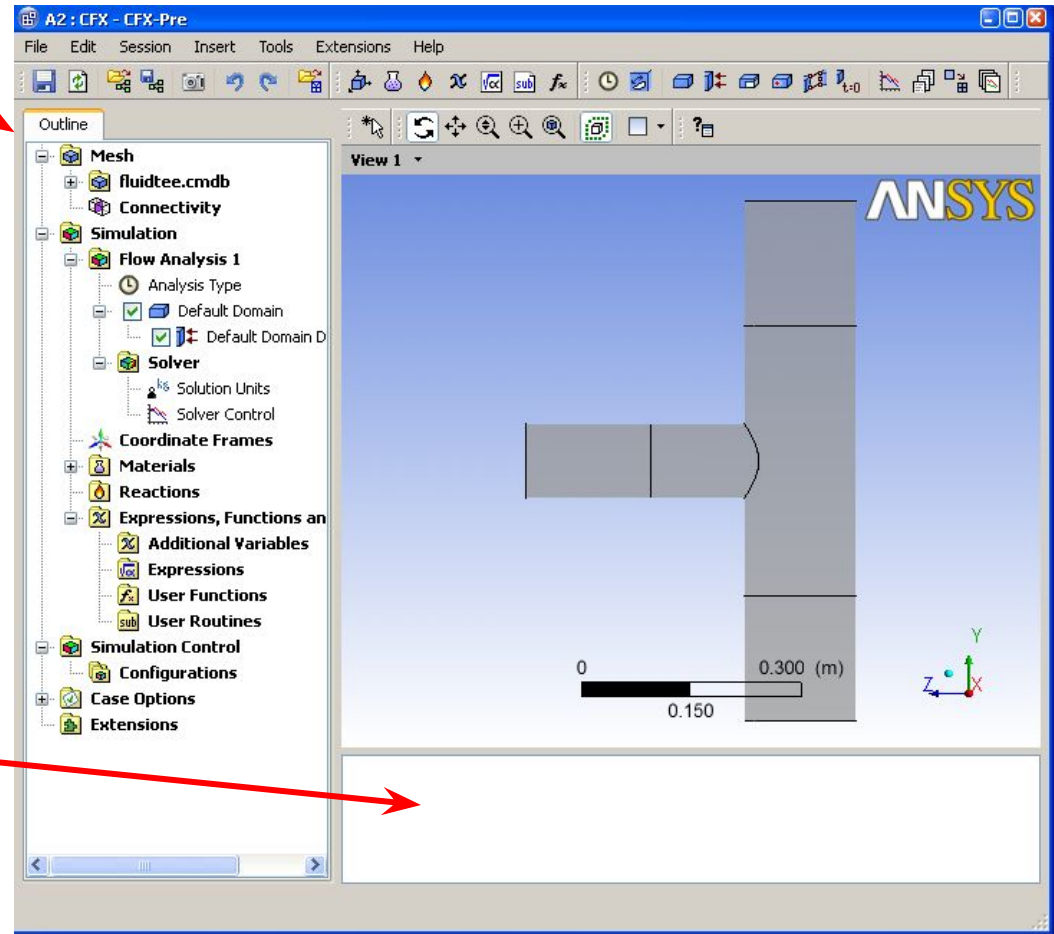 A2 : CFX - CFX-Pre
File Edit Session Insert Tools Extensions Help
Outline
Mesh
fluidtee.cmdb
Connectivity
Simulation
Flow Analysis 1
Analysis Type
Default Domain
Default Domain D
Solver
Solution Units
Solver Control
Coordinate Frames
Materials
Reactions
Expressions, Functions an
Additional Variables
Expressions
User Functions
User Routines
Simulation Control
Configurations
Case Options
Extensions
View 1
ANSYS
0 0.300 (m)
0.150
Y
Z X